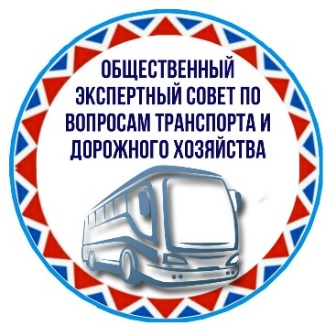 ОБЩЕСТВЕННЫЙ
ЭКСПЕРТНЫЙ СОВЕТ ПО
ВОПРОСАМ ТРАНСПОРТА И
ДОРОЖНОГО ХОЗЯЙСТВА